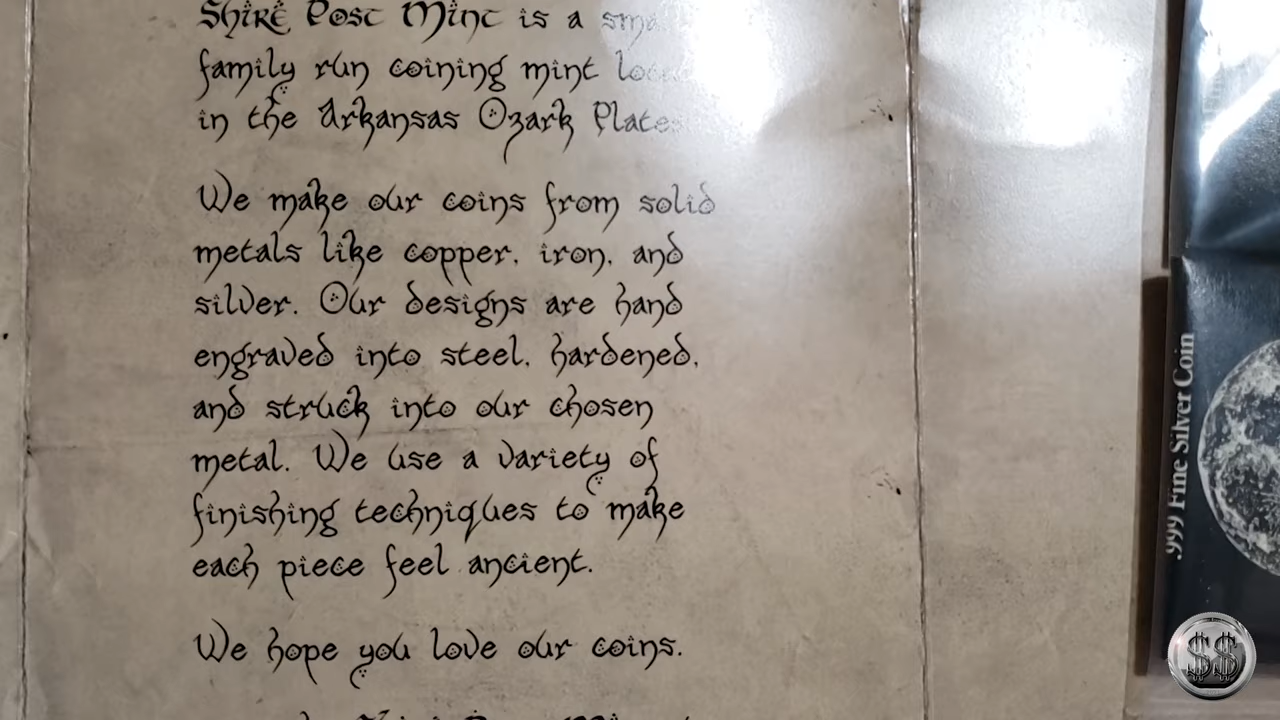 Shire Post Mint is a small
family run coining mint located
in the Arkansas Ozark Plateau
We make our coins from solid
metals like copper, iron, and
silver. Our designs are hand
engraved into steel, hardened,
and struck into our chosen
metal. We use a variety of
finishing techniques to make
each piece feel ancient.
We hope you love our coins.
.999 Fine Silver Coin
$$